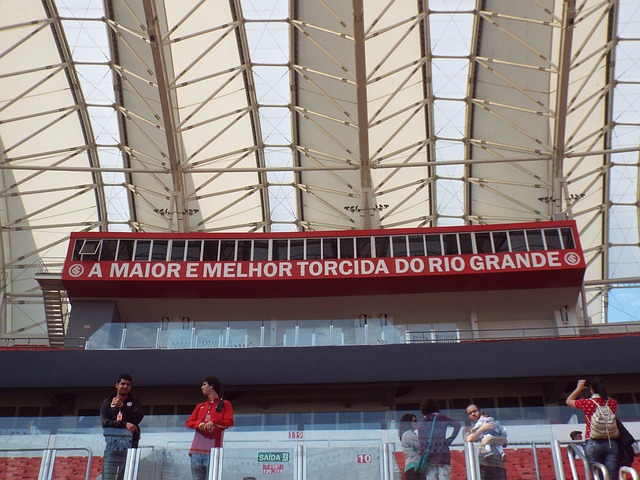 A MAIOR E MELHOR TORCIDA DO RIO GRANDE
119
SAÍDA
10